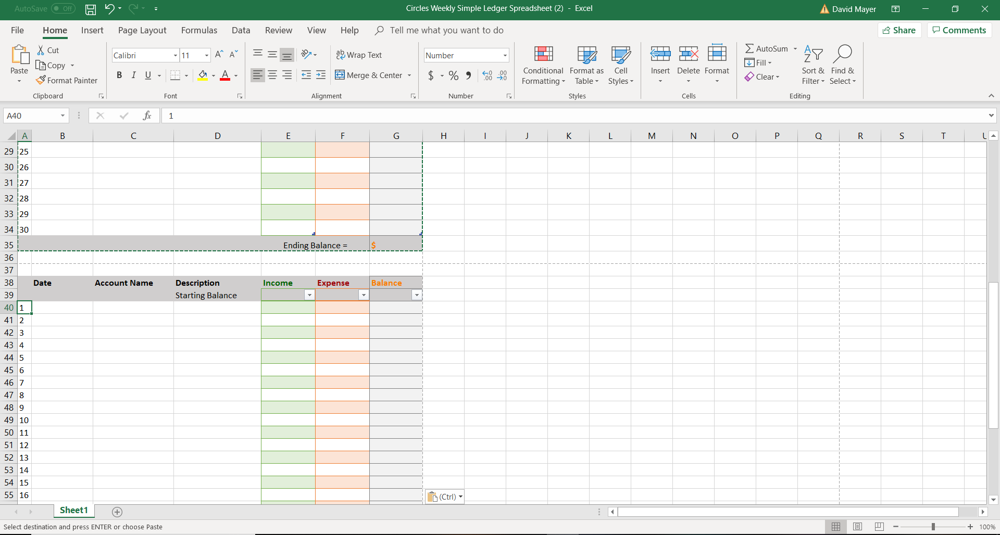 AutoSave Off
Circles Weekly Simple Ledger Spreadsheet (2) - Excel
David Mayer
File Home Insert Page Layout Formulas Data Review View Help Tell me what you want to do
Share Comments
Paste
Cut
Copy
Format Painter
Clipboard
Calibri 11 A A
B I U A
Font
ab Wrap Text
Merge & Center
Alignment
Number
$ % , .00 .00
Number
Conditional Formatting
Format as Table
Cell Styles
Styles
Insert Delete Format
Cells
AutoSum
Fill
Clear
Sort & Filter
Find & Select
Editing
A40 fx 1
A B C D E F G H I J K L M N O P Q R S T
29 25
30 26
31 27
32 28
33 29
34 30
35 Ending Balance = $
36
37
38 Date Account Name Description Income Expense Balance
39 Starting Balance
40 1
41 2
42 3
43 4
44 5
45 6
46 7
47 8
48 9
49 10
50 11
51 12
52 13
53 14
54 15
55 16
(Ctrl)
Sheet1
Select destination and press ENTER or choose Paste
100%